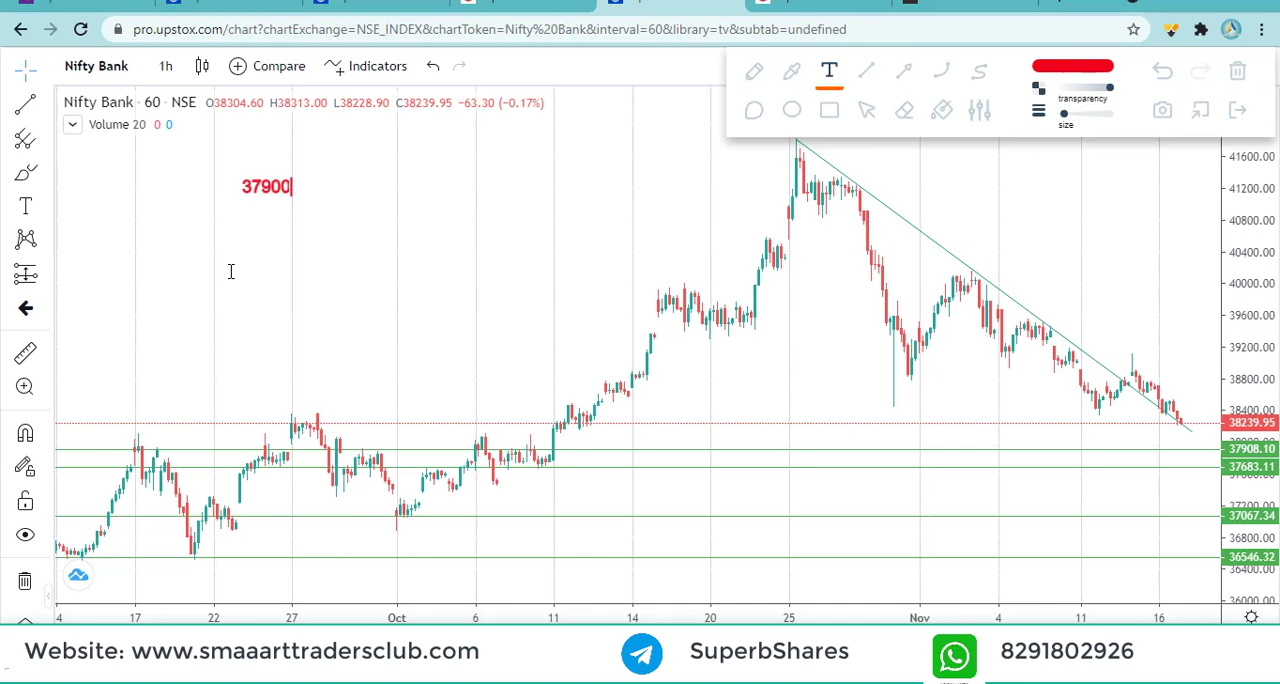 pro.upstox.com/chart?chartExchange=NSE_INDEX&chartToken=Nifty%20Bank&interval=60&library=tv&subtab=undefined
Nifty Bank 1h Compare Indicators
T
transparency
size
Nifty Bank · 60 · NSE O38304.60 H38313.00 L38228.90 C38239.95 −63.30 (−0.17%)
Volume 20 0 0
37900
41600.00
41200.00
40800.00
40400.00
40000.00
39600.00
39200.00
38800.00
38400.00
38239.95
37908.10
37683.11
37067.34
36800.00
36546.32
36400.00
36000.00
4 17 22 27 Oct 6 11 14 20 25 Nov 4 11 16
Website: www.smaaarttradersclub.com SuperbShares 8291802926